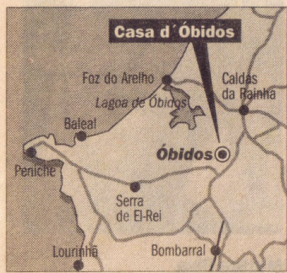 Casa d´Óbidos
Foz do Arelho
Caldas
da Rainha
Lagoa de Óbidos
Baleal
Óbidos
Peniche
Serra
de El-Rei
Lourinhã
Bombarral